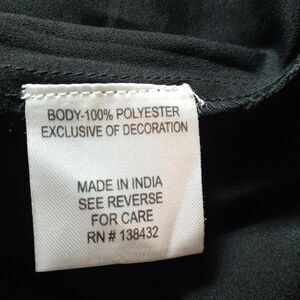 BODY-100% POLYESTER
EXCLUSIVE OF DECORATION
MADE IN INDIA
SEE REVERSE
FOR CARE
RN # 138432